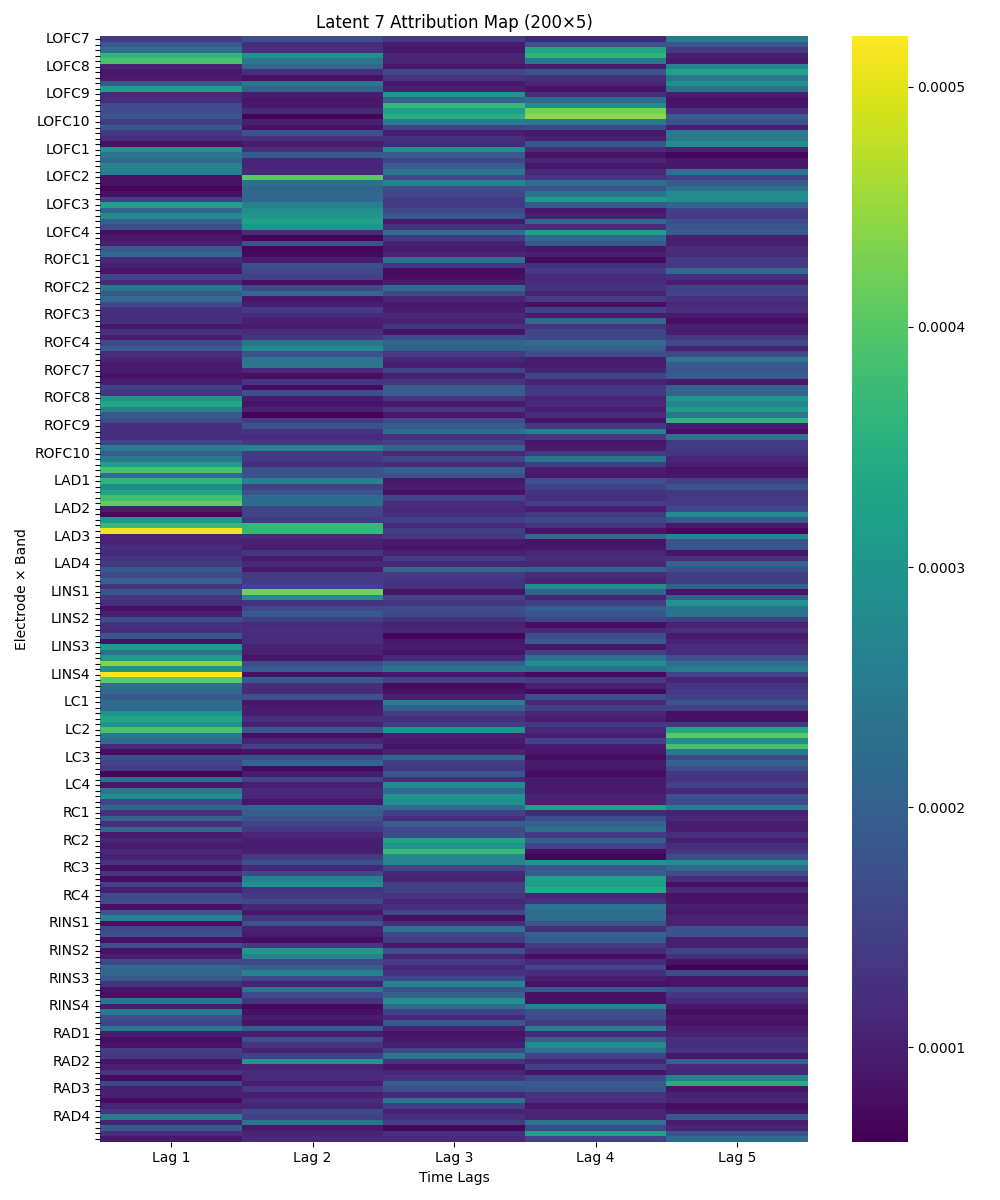 Latent 7 Attribution Map (200×5)
LOFC7
LOFC8
LOFC9
LOFC10
LOFC1
LOFC2
LOFC3
LOFC4
ROFC1
ROFC2
ROFC3
ROFC4
ROFC7
ROFC8
ROFC9
ROFC10
LAD1
LAD2
LAD3
LAD4
LINS1
LINS2
LINS3
LINS4
LC1
LC2
LC3
LC4
RC1
RC2
RC3
RC4
RINS1
RINS2
RINS3
RINS4
RAD1
RAD2
RAD3
RAD4
Electrode × Band
Lag 1
Lag 2
Lag 3
Lag 4
Lag 5
Time Lags
0.0005
0.0004
0.0003
0.0002
0.0001